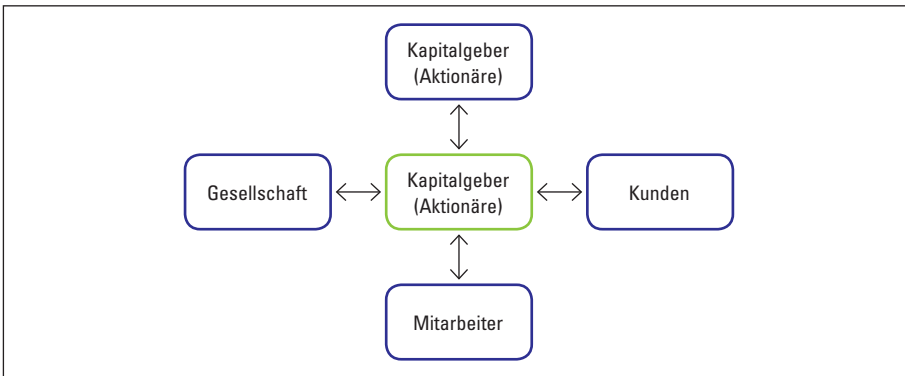 Kapitalgeber
(Aktionäre)
Gesellschaft
Kapitalgeber
(Aktionäre)
Kunden
Mitarbeiter